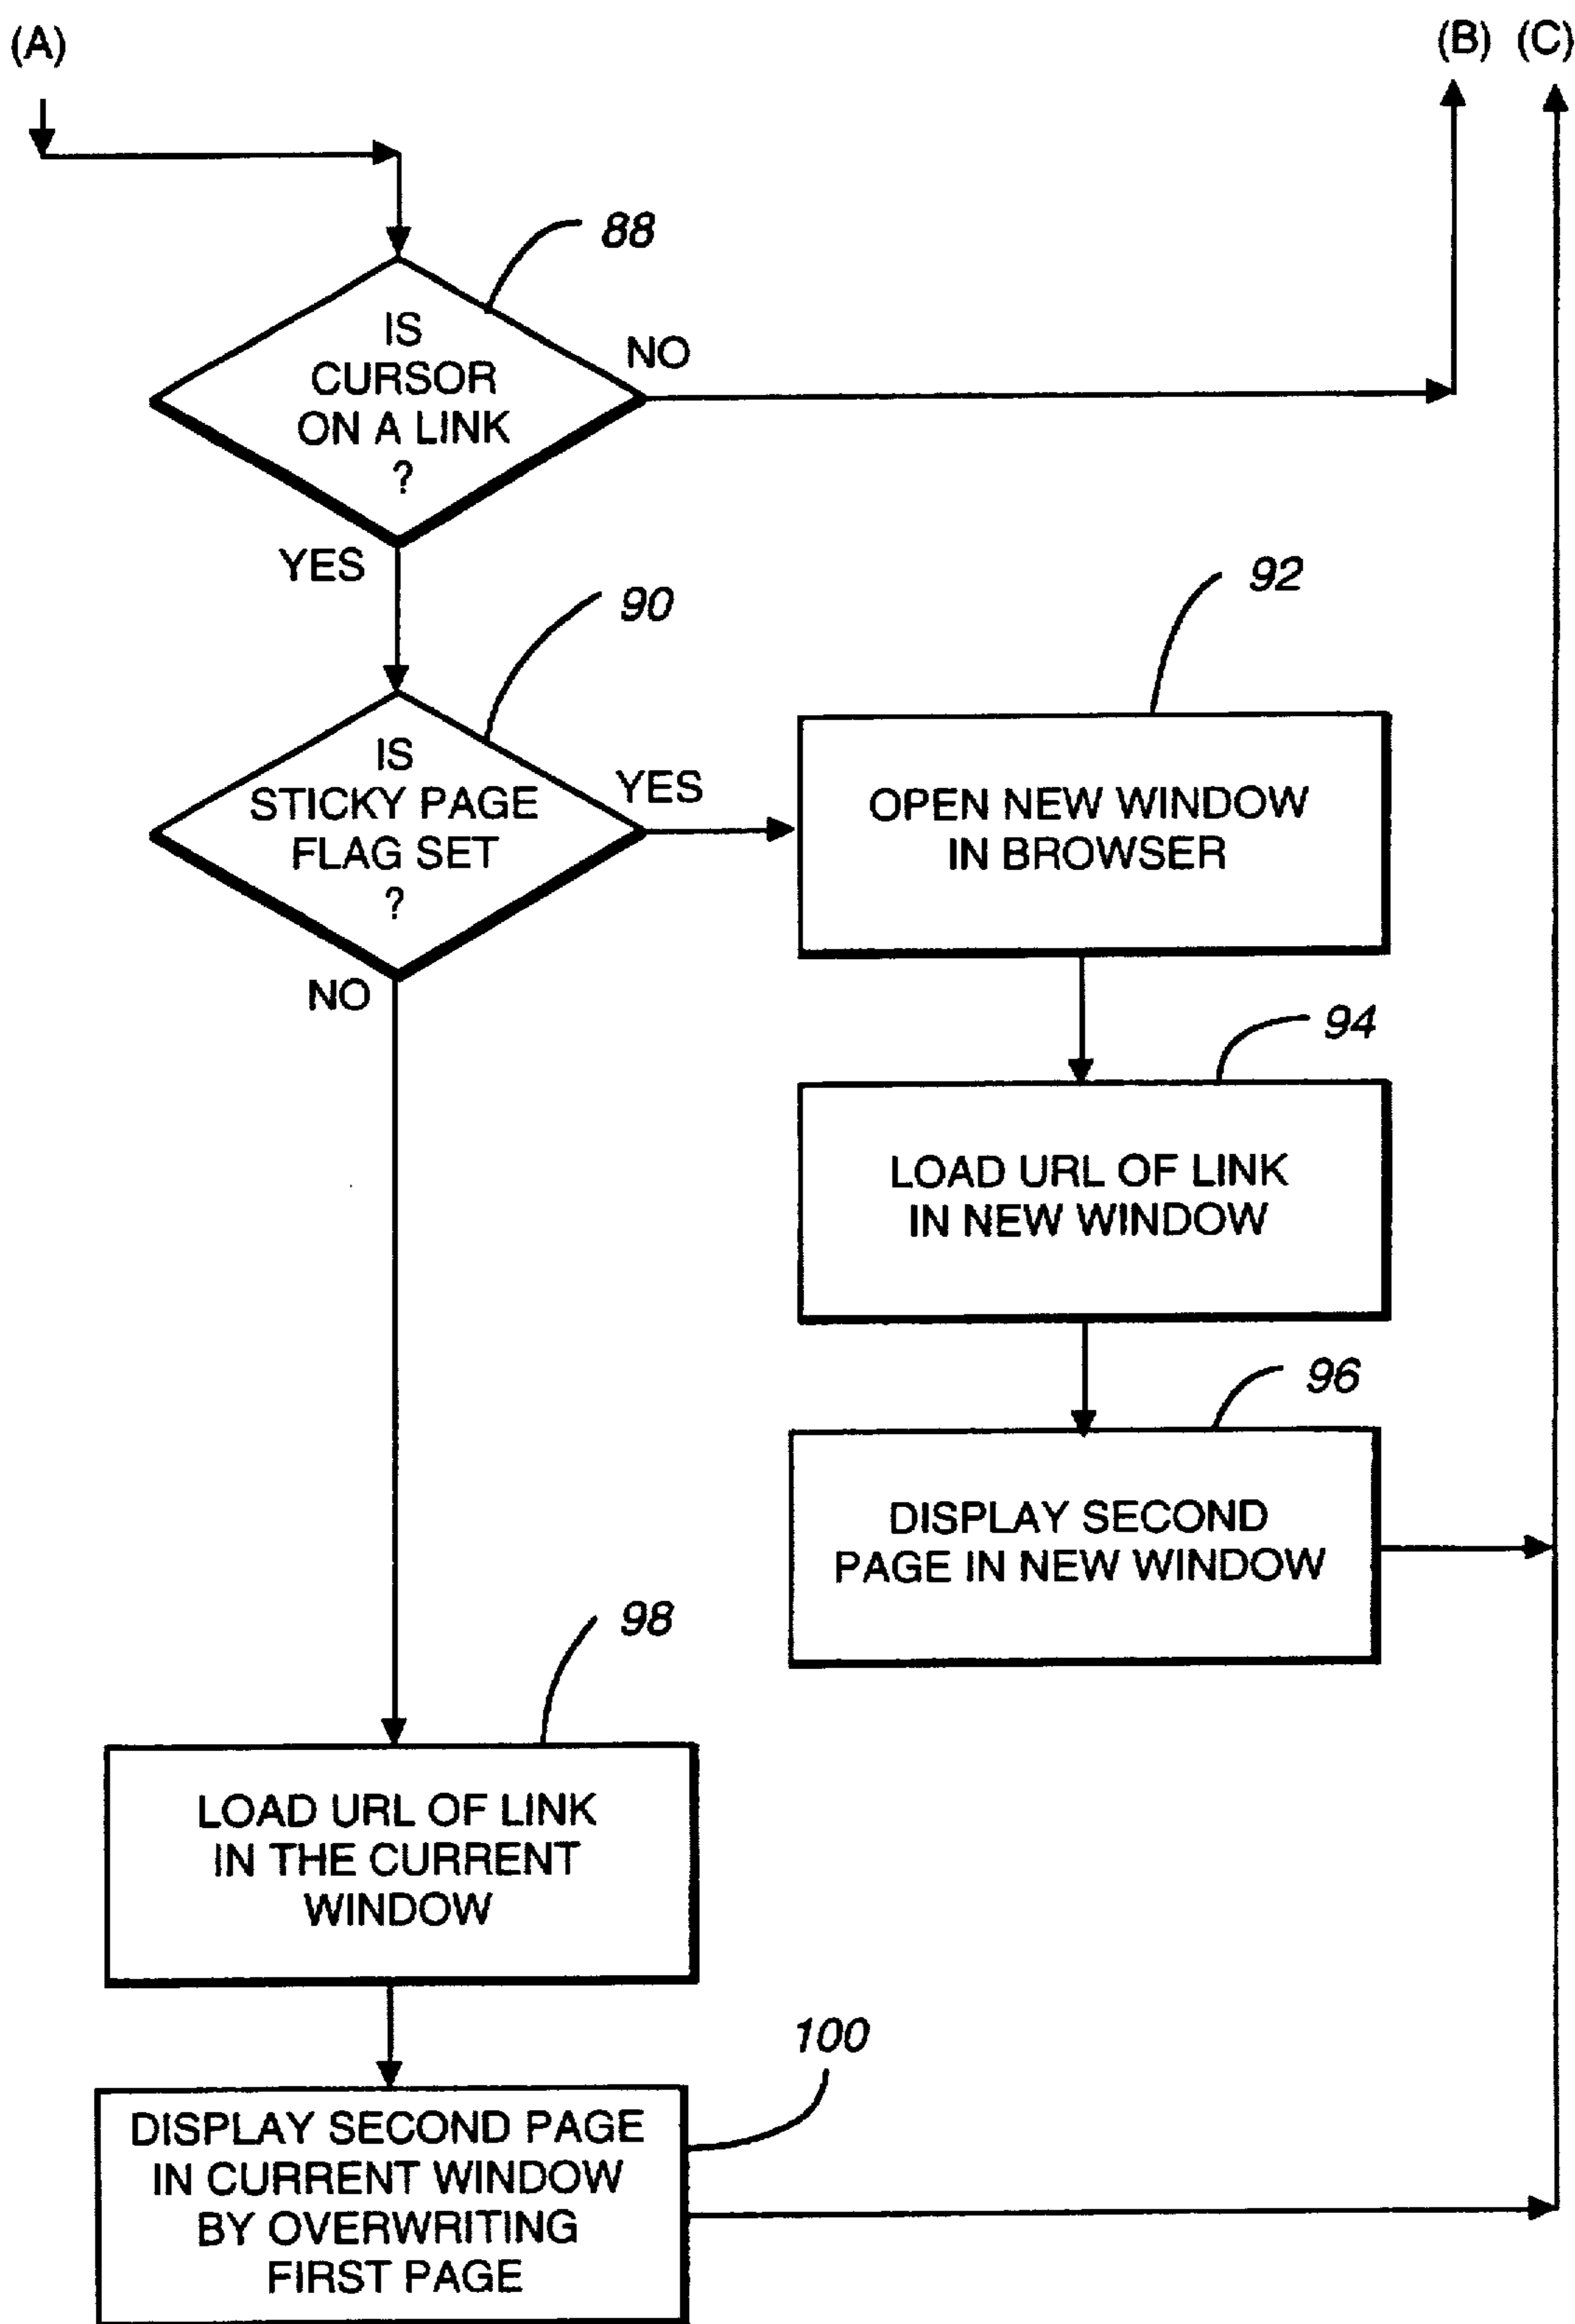 (A)
(B) (C)
88
IS
CURSOR
ON A LINK
?
NO
YES
90
IS
STICKY PAGE
FLAG SET
?
YES
NO
92
OPEN NEW WINDOW
IN BROWSER
94
LOAD URL OF LINK
IN NEW WINDOW
96
DISPLAY SECOND
PAGE IN NEW WINDOW
98
LOAD URL OF LINK
IN THE CURRENT
WINDOW
100
DISPLAY SECOND PAGE
IN CURRENT WINDOW
BY OVERWRITING
FIRST PAGE